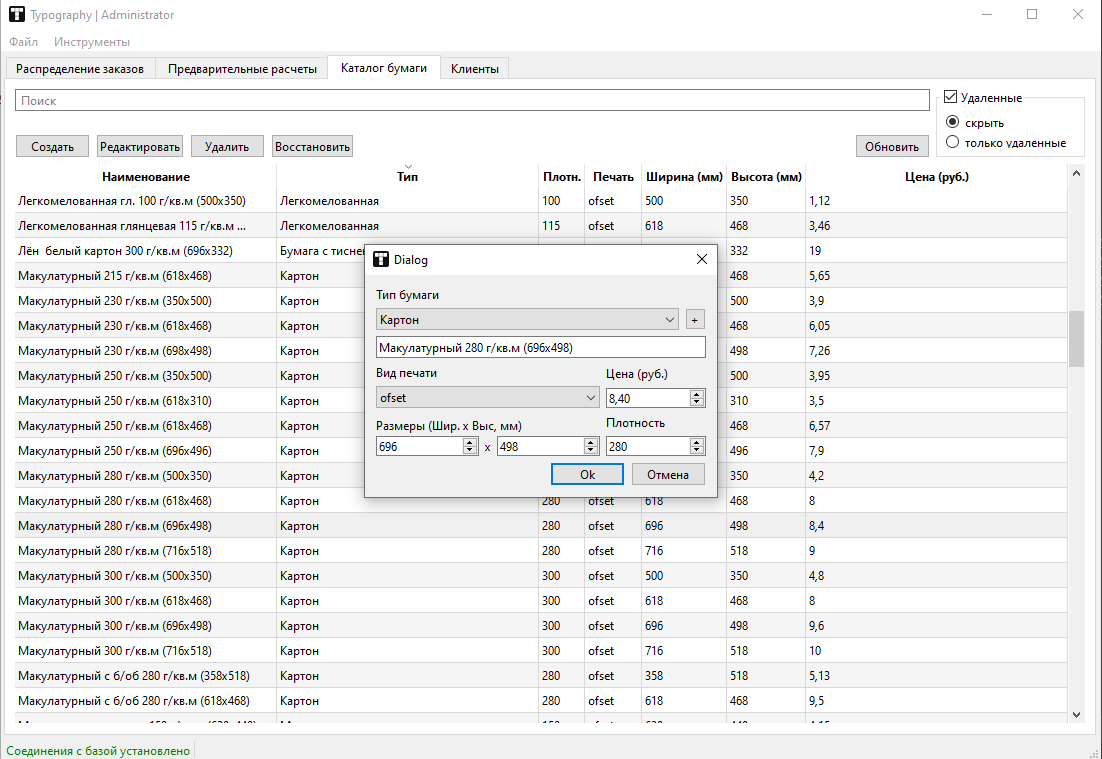 Typography | Administrator
Файл Инструменты
Распределение заказов Предварительные расчеты Каталог бумаги Клиенты
Поиск
Удаленные
скрыть
только удаленные
Создать Редактировать Удалить Восстановить Обновить
Наименование Тип Плотн. Печать Ширина (мм) Высота (мм) Цена (руб.)
Легкомелованная гл. 100 г/кв.м (500x350) Легкомелованная 100 ofset 500 350 1,12
Легкомелованная глянцевая 115 г/кв.м ... Легкомелованная 115 ofset 618 468 3,46
Лён белый картон 300 г/кв.м (696x332) Бумага с тисне 332 19
Макулатурный 215 г/кв.м (618x468) Картон 468 5,65
Макулатурный 230 г/кв.м (350x500) Картон 500 3,9
Макулатурный 230 г/кв.м (618x468) Картон 468 6,05
Макулатурный 230 г/кв.м (698x498) Картон 498 7,26
Макулатурный 250 г/кв.м (350x500) Картон 500 3,95
Макулатурный 250 г/кв.м (618x310) Картон 310 3,5
Макулатурный 250 г/кв.м (618x468) Картон 468 6,57
Макулатурный 250 г/кв.м (696x496) Картон 496 7,9
Макулатурный 280 г/кв.м (500x350) Картон 350 4,2
Макулатурный 280 г/кв.м (618x468) Картон 280 ofset 618 468 8
Макулатурный 280 г/кв.м (696x498) Картон 280 ofset 696 498 8,4
Макулатурный 280 г/кв.м (716x518) Картон 280 ofset 716 518 9
Макулатурный 300 г/кв.м (500x350) Картон 300 ofset 500 350 4,8
Макулатурный 300 г/кв.м (618x468) Картон 300 ofset 618 468 8
Макулатурный 300 г/кв.м (696x498) Картон 300 ofset 696 498 9,6
Макулатурный 300 г/кв.м (716x518) Картон 300 ofset 716 518 10
Макулатурный с б/об 280 г/кв.м (358x518) Картон 280 ofset 358 518 5,13
Макулатурный с б/об 280 г/кв.м (618x468) Картон 280 ofset 618 468 9,5
Dialog
Тип бумаги
Картон +
Макулатурный 280 г/кв.м (696x498)
Вид печати Цена (руб.)
ofset 8,40
Размеры (Шир. x Выс, мм) Плотность
696 x 498 280
Ok Отмена
Соединения с базой установлено